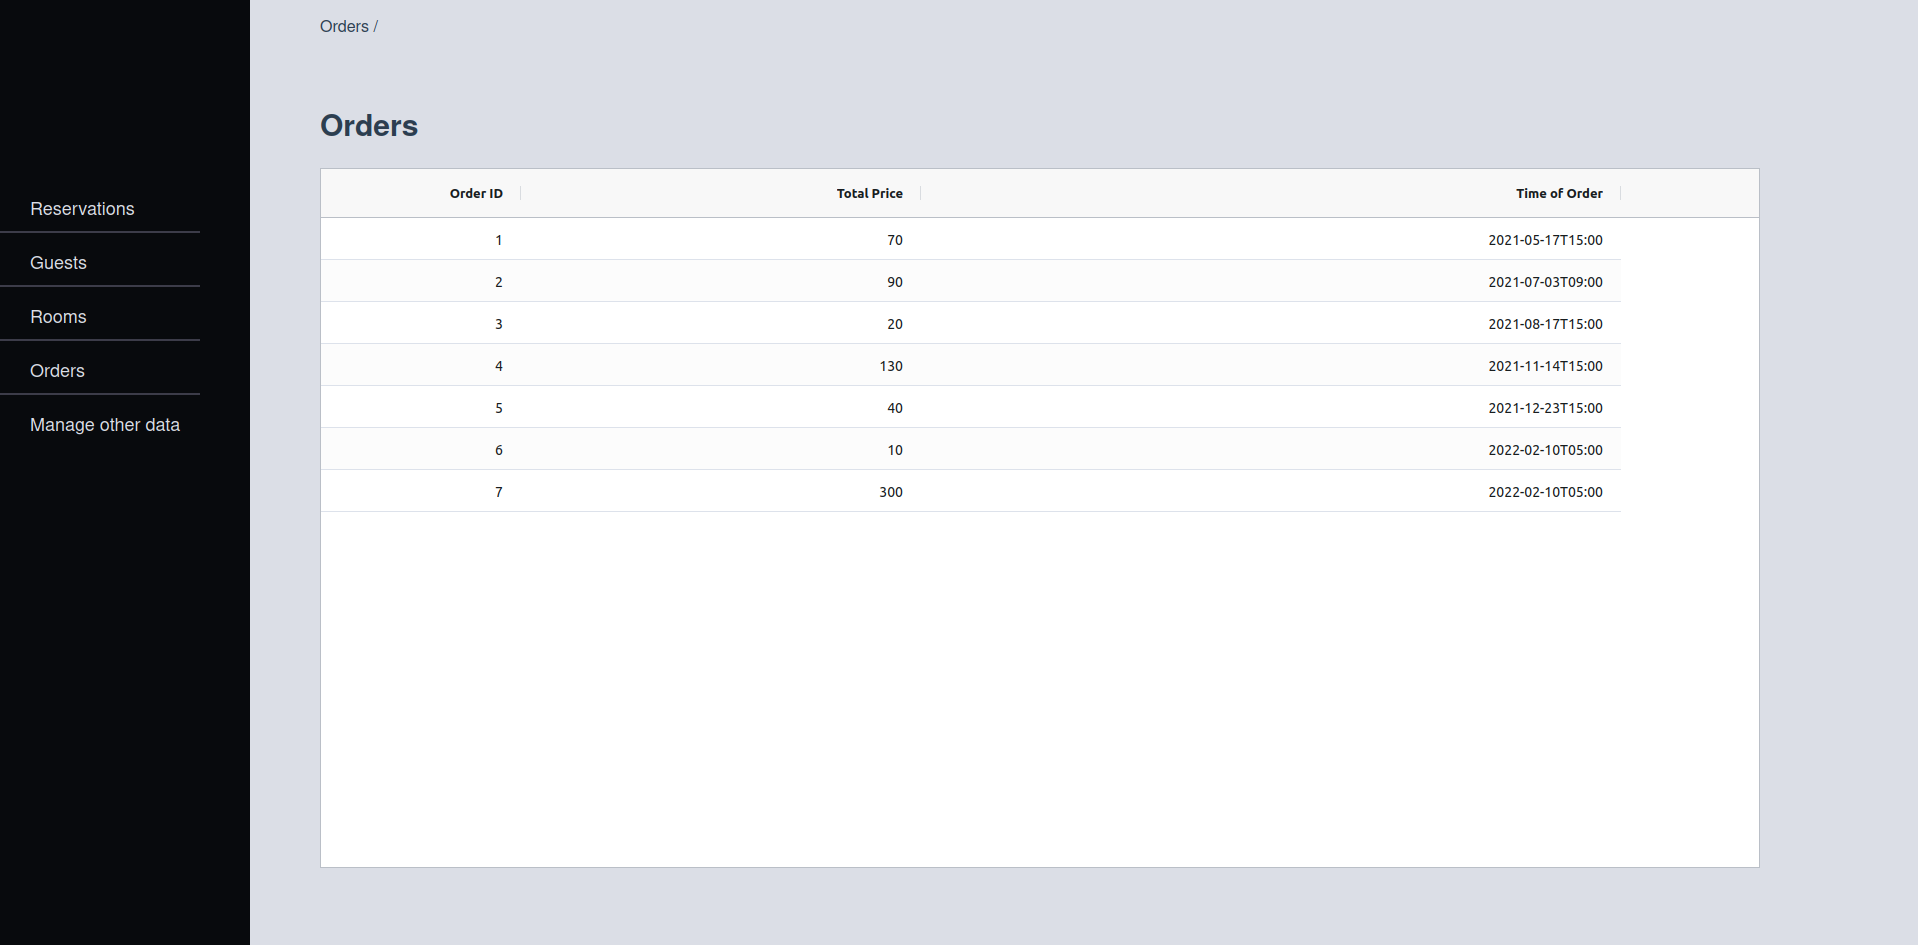 Orders /
Reservations
Guests
Rooms
Orders
Manage other data
Orders
Order ID Total Price Time of Order
1 70 2021-05-17T15:00
2 90 2021-07-03T09:00
3 20 2021-08-17T15:00
4 130 2021-11-14T15:00
5 40 2021-12-23T15:00
6 10 2022-02-10T05:00
7 300 2022-02-10T05:00